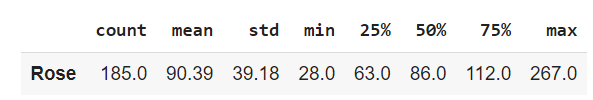 count mean std min 25% 50% 75% max
Rose 185.0 90.39 39.18 28.0 63.0 86.0 112.0 267.0